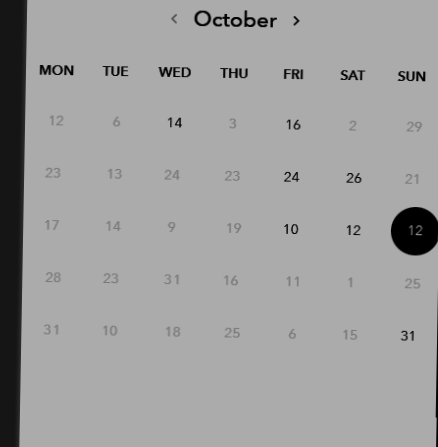 ‹ October ›
MON TUE WED THU FRI SAT SUN
12 6 14 3 16 2 29
23 13 24 23 24 26 21
17 14 9 19 10 12 12
28 23 31 16 11 1 25
31 10 18 25 6 15 31